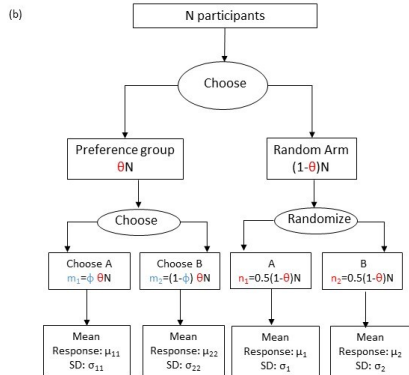 (b)
N participants
Choose
Preference group
θN
Random Arm
(1-θ)N
Choose
Randomize
Choose A
m₁=ϕ θN
Choose B
m₂=(1-ϕ) θN
A
n₁=0.5(1-θ)N
B
n₂=0.5(1-θ)N
Mean
Response: μ₁₁
SD: σ₁₁
Mean
Response: μ₂₂
SD: σ₂₂
Mean
Response: μ₁
SD: σ₁
Mean
Response: μ₂
SD: σ₂